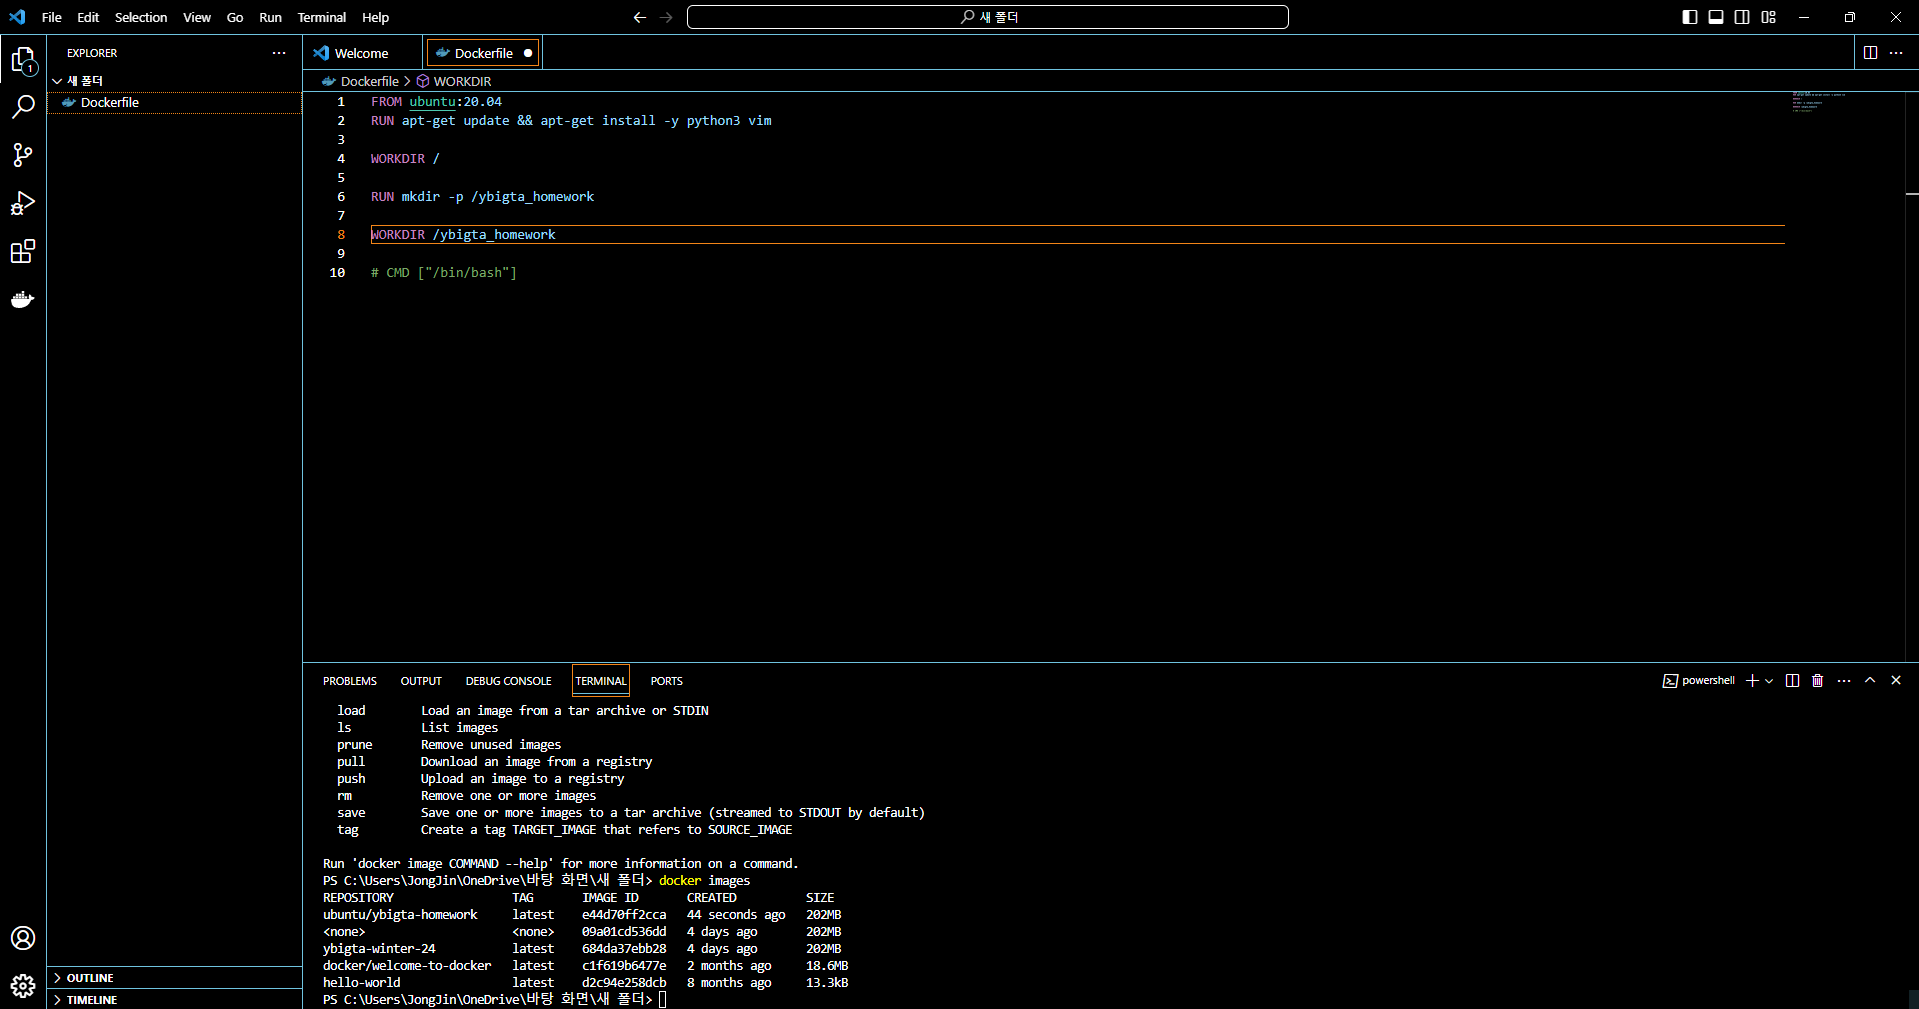 File Edit Selection View Go Run Terminal Help
새 폴더
EXPLORER
새 폴더
Dockerfile
1
Welcome
Dockerfile
Dockerfile > WORKDIR
1 FROM ubuntu:20.04
2 RUN apt-get update && apt-get install -y python3 vim
3
4 WORKDIR /
5
6 RUN mkdir -p /ybigta_homework
7
8 WORKDIR /ybigta_homework
9
10 # CMD ["/bin/bash"]
PROBLEMS OUTPUT DEBUG CONSOLE TERMINAL PORTS
powershell
load Load an image from a tar archive or STDIN
ls List images
prune Remove unused images
pull Download an image from a registry
push Upload an image to a registry
rm Remove one or more images
save Save one or more images to a tar archive (streamed to STDOUT by default)
tag Create a tag TARGET_IMAGE that refers to SOURCE_IMAGE
Run 'docker image COMMAND --help' for more information on a command.
PS C:\Users\JongJin\OneDrive\바탕 화면\새 폴더> docker images
REPOSITORY TAG IMAGE ID CREATED SIZE
ubuntu/ybigta-homework latest e44d70ff2cca 44 seconds ago 202MB
<none> <none> 09a01cd536dd 4 days ago 202MB
ybigta-winter-24 latest 684da37ebb28 4 days ago 202MB
docker/welcome-to-docker latest c1f619b6477e 2 months ago 18.6MB
hello-world latest d2c94e258dcb 8 months ago 13.3kB
PS C:\Users\JongJin\OneDrive\바탕 화면\새 폴더>
OUTLINE
TIMELINE